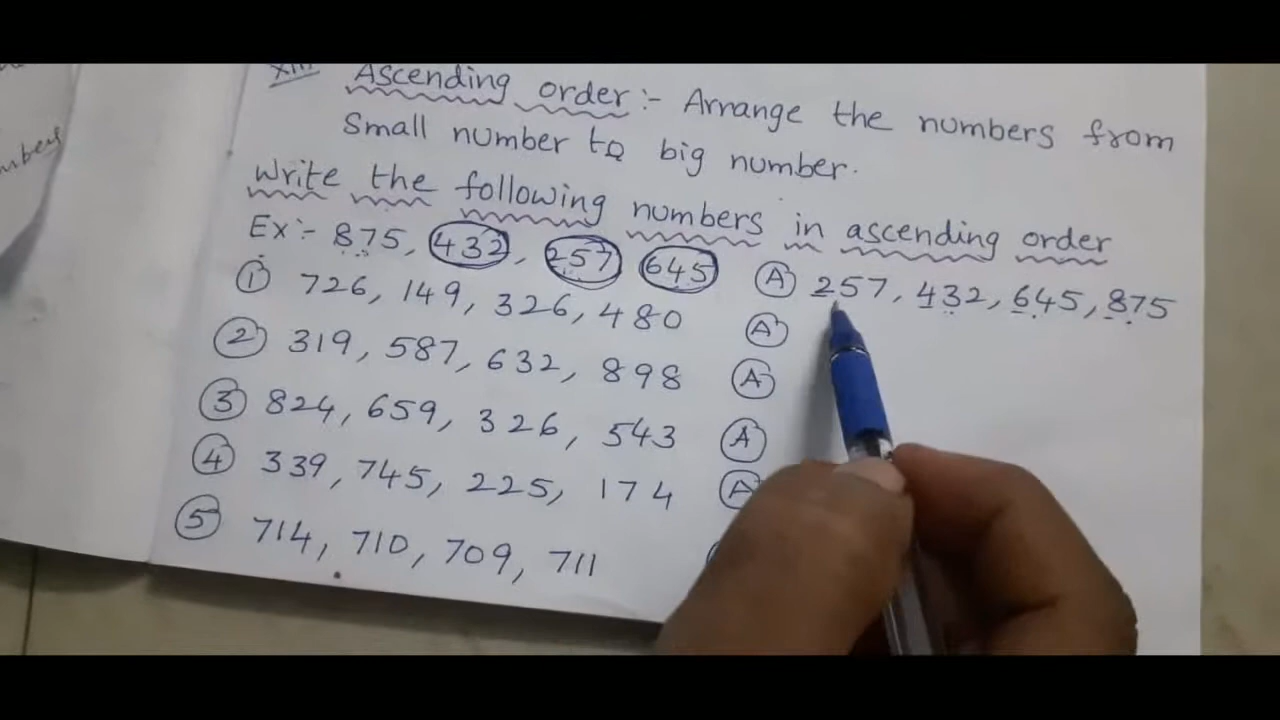 XIII Ascending order :- Arrange the numbers from
Small number to big number.
Write the following numbers in ascending order
Ex :- 875, 432, 257 645 A 257, 432, 645, 875
1 726, 149, 326, 480 A
2 319, 587, 632, 898 A
3 824, 659, 326, 543 A
4 339, 745, 225, 174 A
5 714, 710, 709, 711